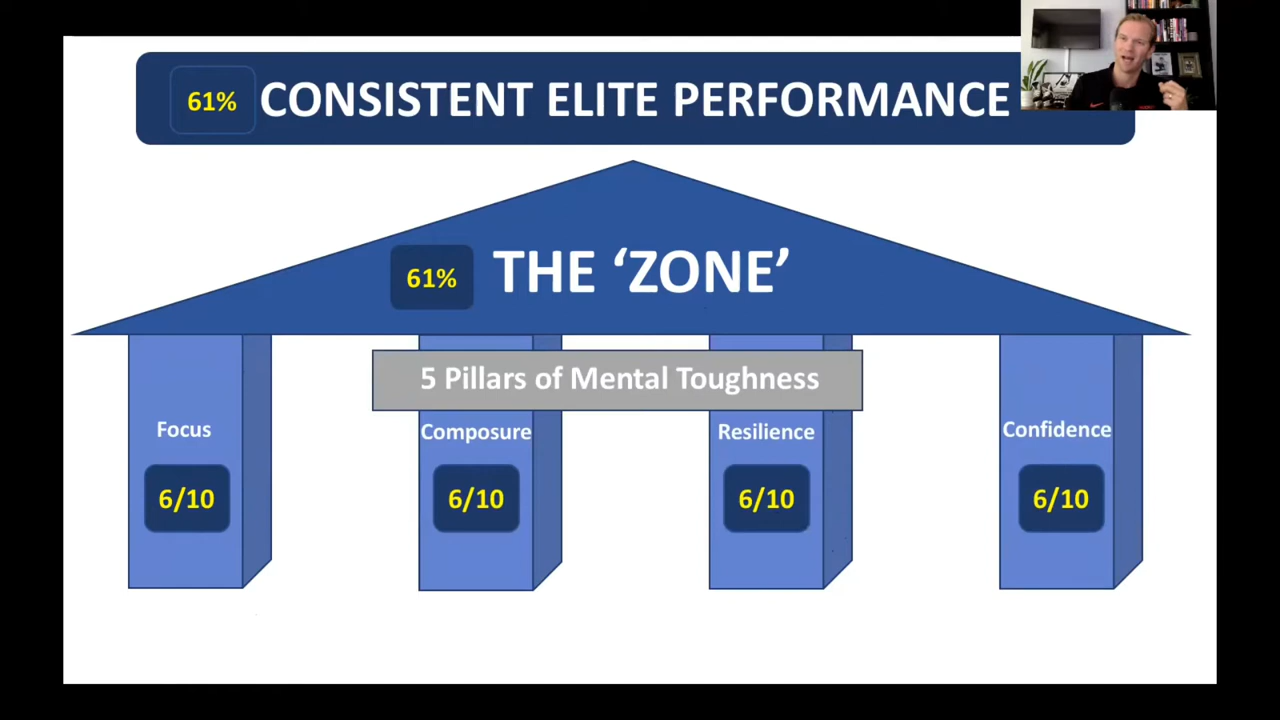 61% CONSISTENT ELITE PERFORMANCE
61% THE ‘ZONE’
5 Pillars of Mental Toughness
Focus
Composure
Resilience
Confidence
6/10
6/10
6/10
6/10